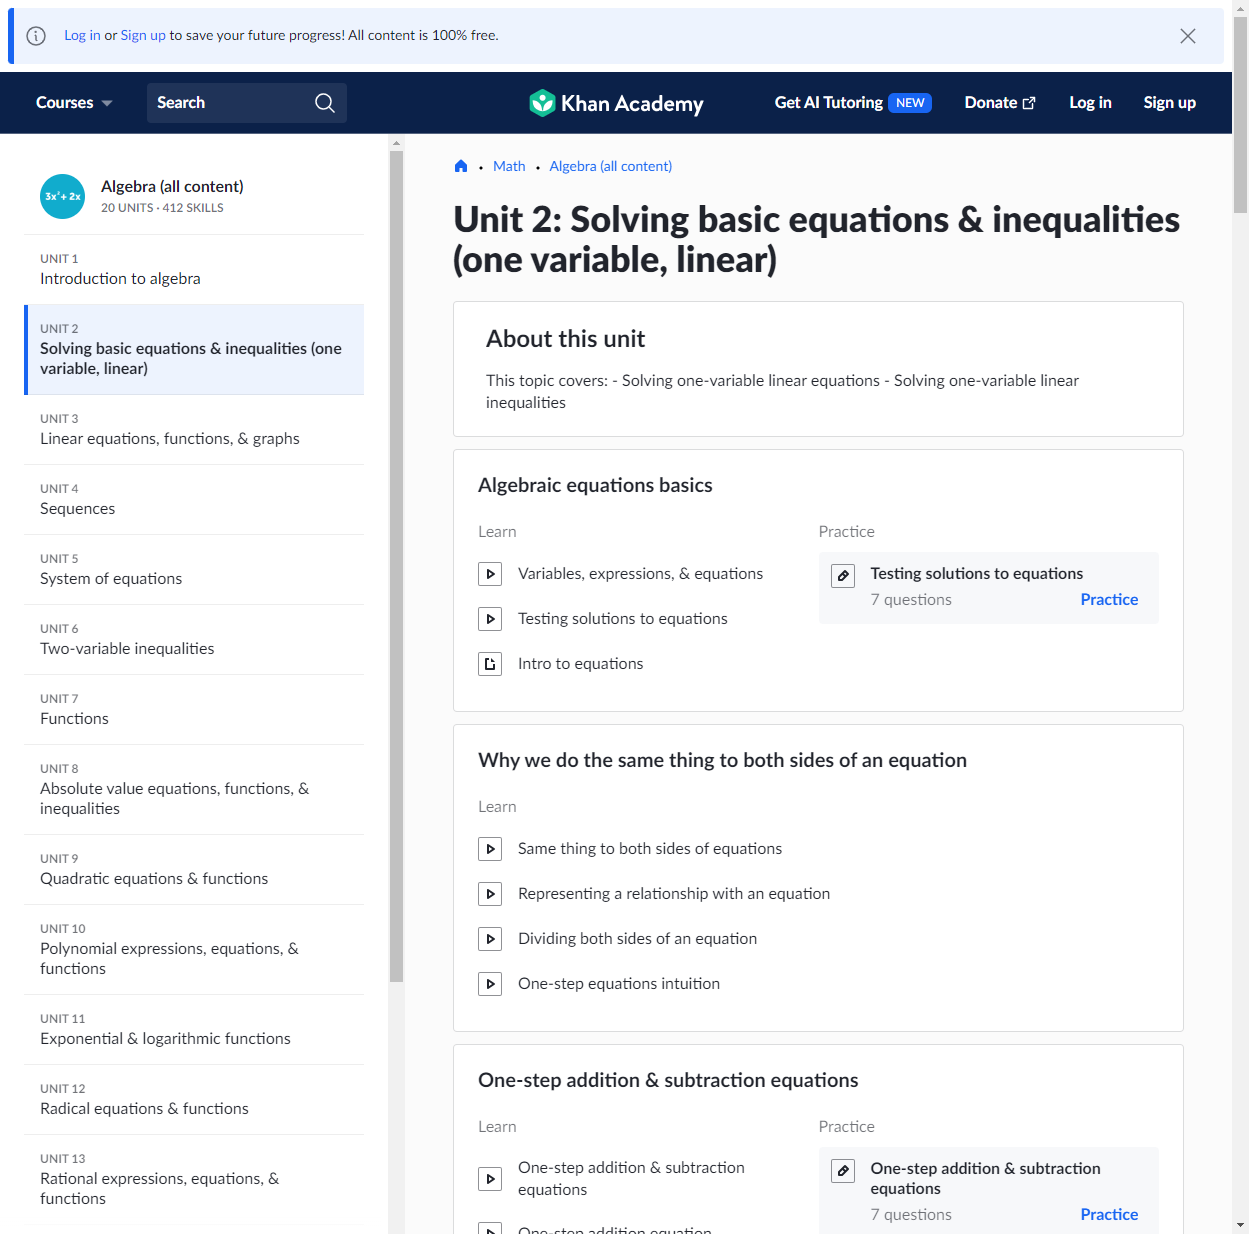 Log in or Sign up to save your future progress! All content is 100% free.
Courses
Search
Khan Academy
Get AI Tutoring NEW
Donate
Log in
Sign up
3x²+ 2x
Algebra (all content)
20 UNITS · 412 SKILLS
UNIT 1
Introduction to algebra
UNIT 2
Solving basic equations & inequalities (one
variable, linear)
UNIT 3
Linear equations, functions, & graphs
UNIT 4
Sequences
UNIT 5
System of equations
UNIT 6
Two-variable inequalities
UNIT 7
Functions
UNIT 8
Absolute value equations, functions, &
inequalities
UNIT 9
Quadratic equations & functions
UNIT 10
Polynomial expressions, equations, &
functions
UNIT 11
Exponential & logarithmic functions
UNIT 12
Radical equations & functions
UNIT 13
Rational expressions, equations, &
functions
• Math • Algebra (all content)
Unit 2: Solving basic equations & inequalities
(one variable, linear)
About this unit
This topic covers: - Solving one-variable linear equations - Solving one-variable linear
inequalities
Algebraic equations basics
Learn
Variables, expressions, & equations
Testing solutions to equations
Intro to equations
Practice
Testing solutions to equations
7 questions
Practice
Why we do the same thing to both sides of an equation
Learn
Same thing to both sides of equations
Representing a relationship with an equation
Dividing both sides of an equation
One-step equations intuition
One-step addition & subtraction equations
Learn
One-step addition & subtraction
equations
One-step addition equation
Practice
One-step addition & subtraction
equations
7 questions
Practice